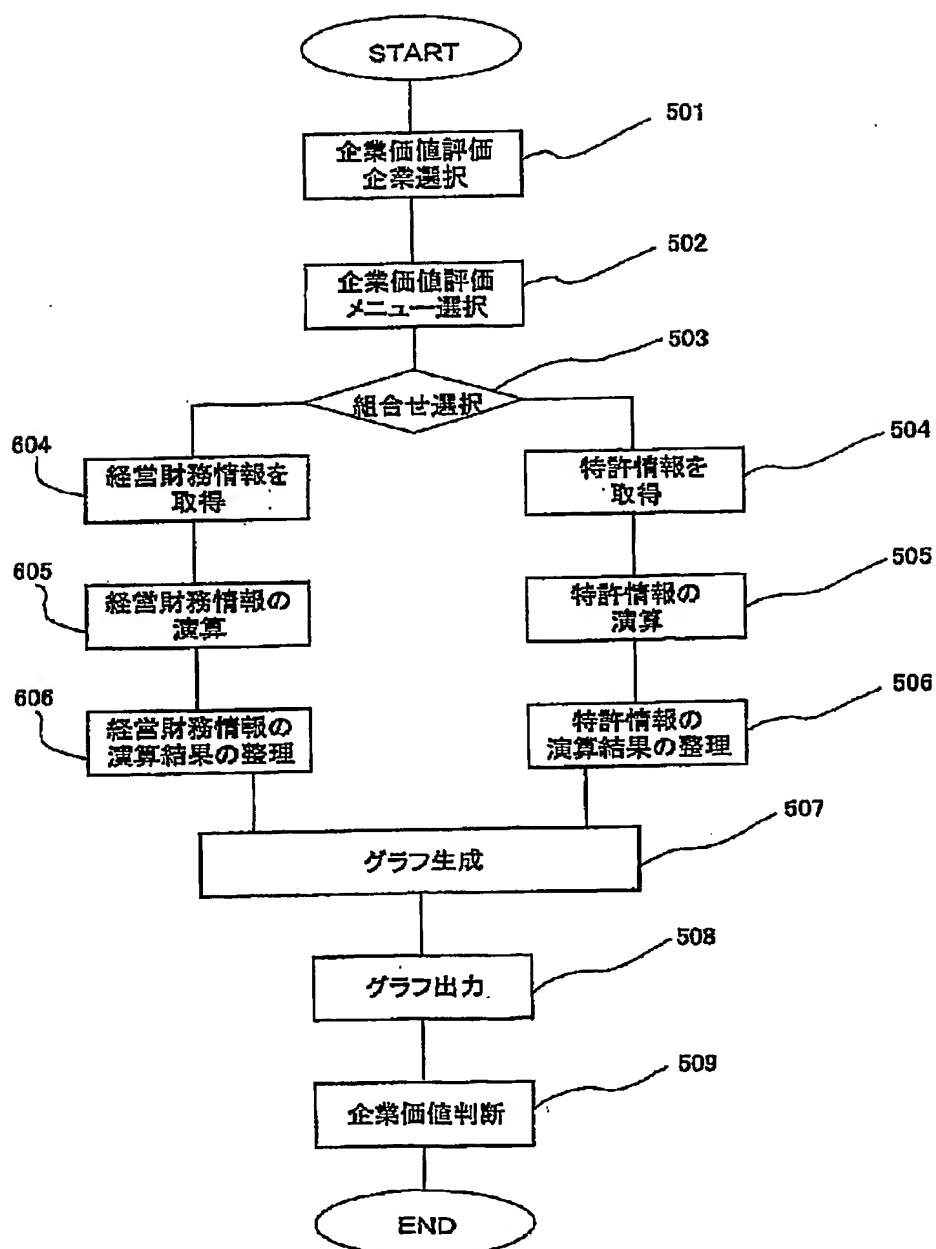 START
501
企業価値評価
企業選択
502
企業価値評価
メニュー選択
503
組合せ選択
604
経営財務情報を
取得
504
特許情報を
取得
605
経営財務情報の
演算
505
特許情報の
演算
606
経営財務情報の
演算結果の整理
506
特許情報の
演算結果の整理
507
グラフ生成
508
グラフ出力
509
企業価値判断
END